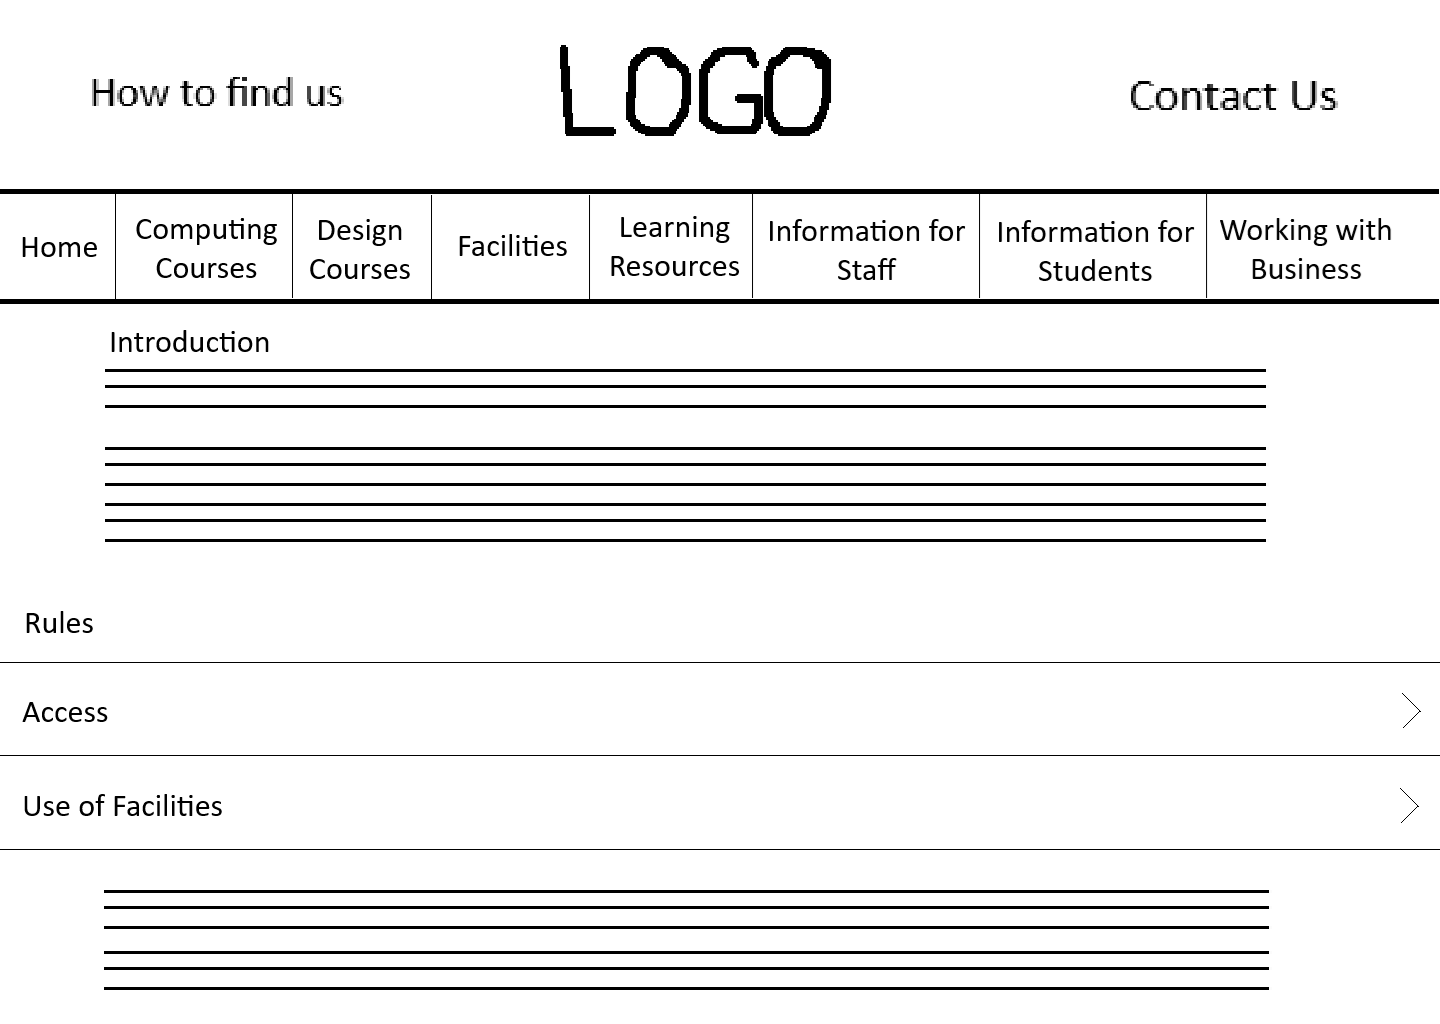 How to find us
LOGO
Contact Us
Home
Computing
Courses
Design
Courses
Facilities
Learning
Resources
Information for
Staff
Information for
Students
Working with
Business
Introduction
Rules
Access
Use of Facilities